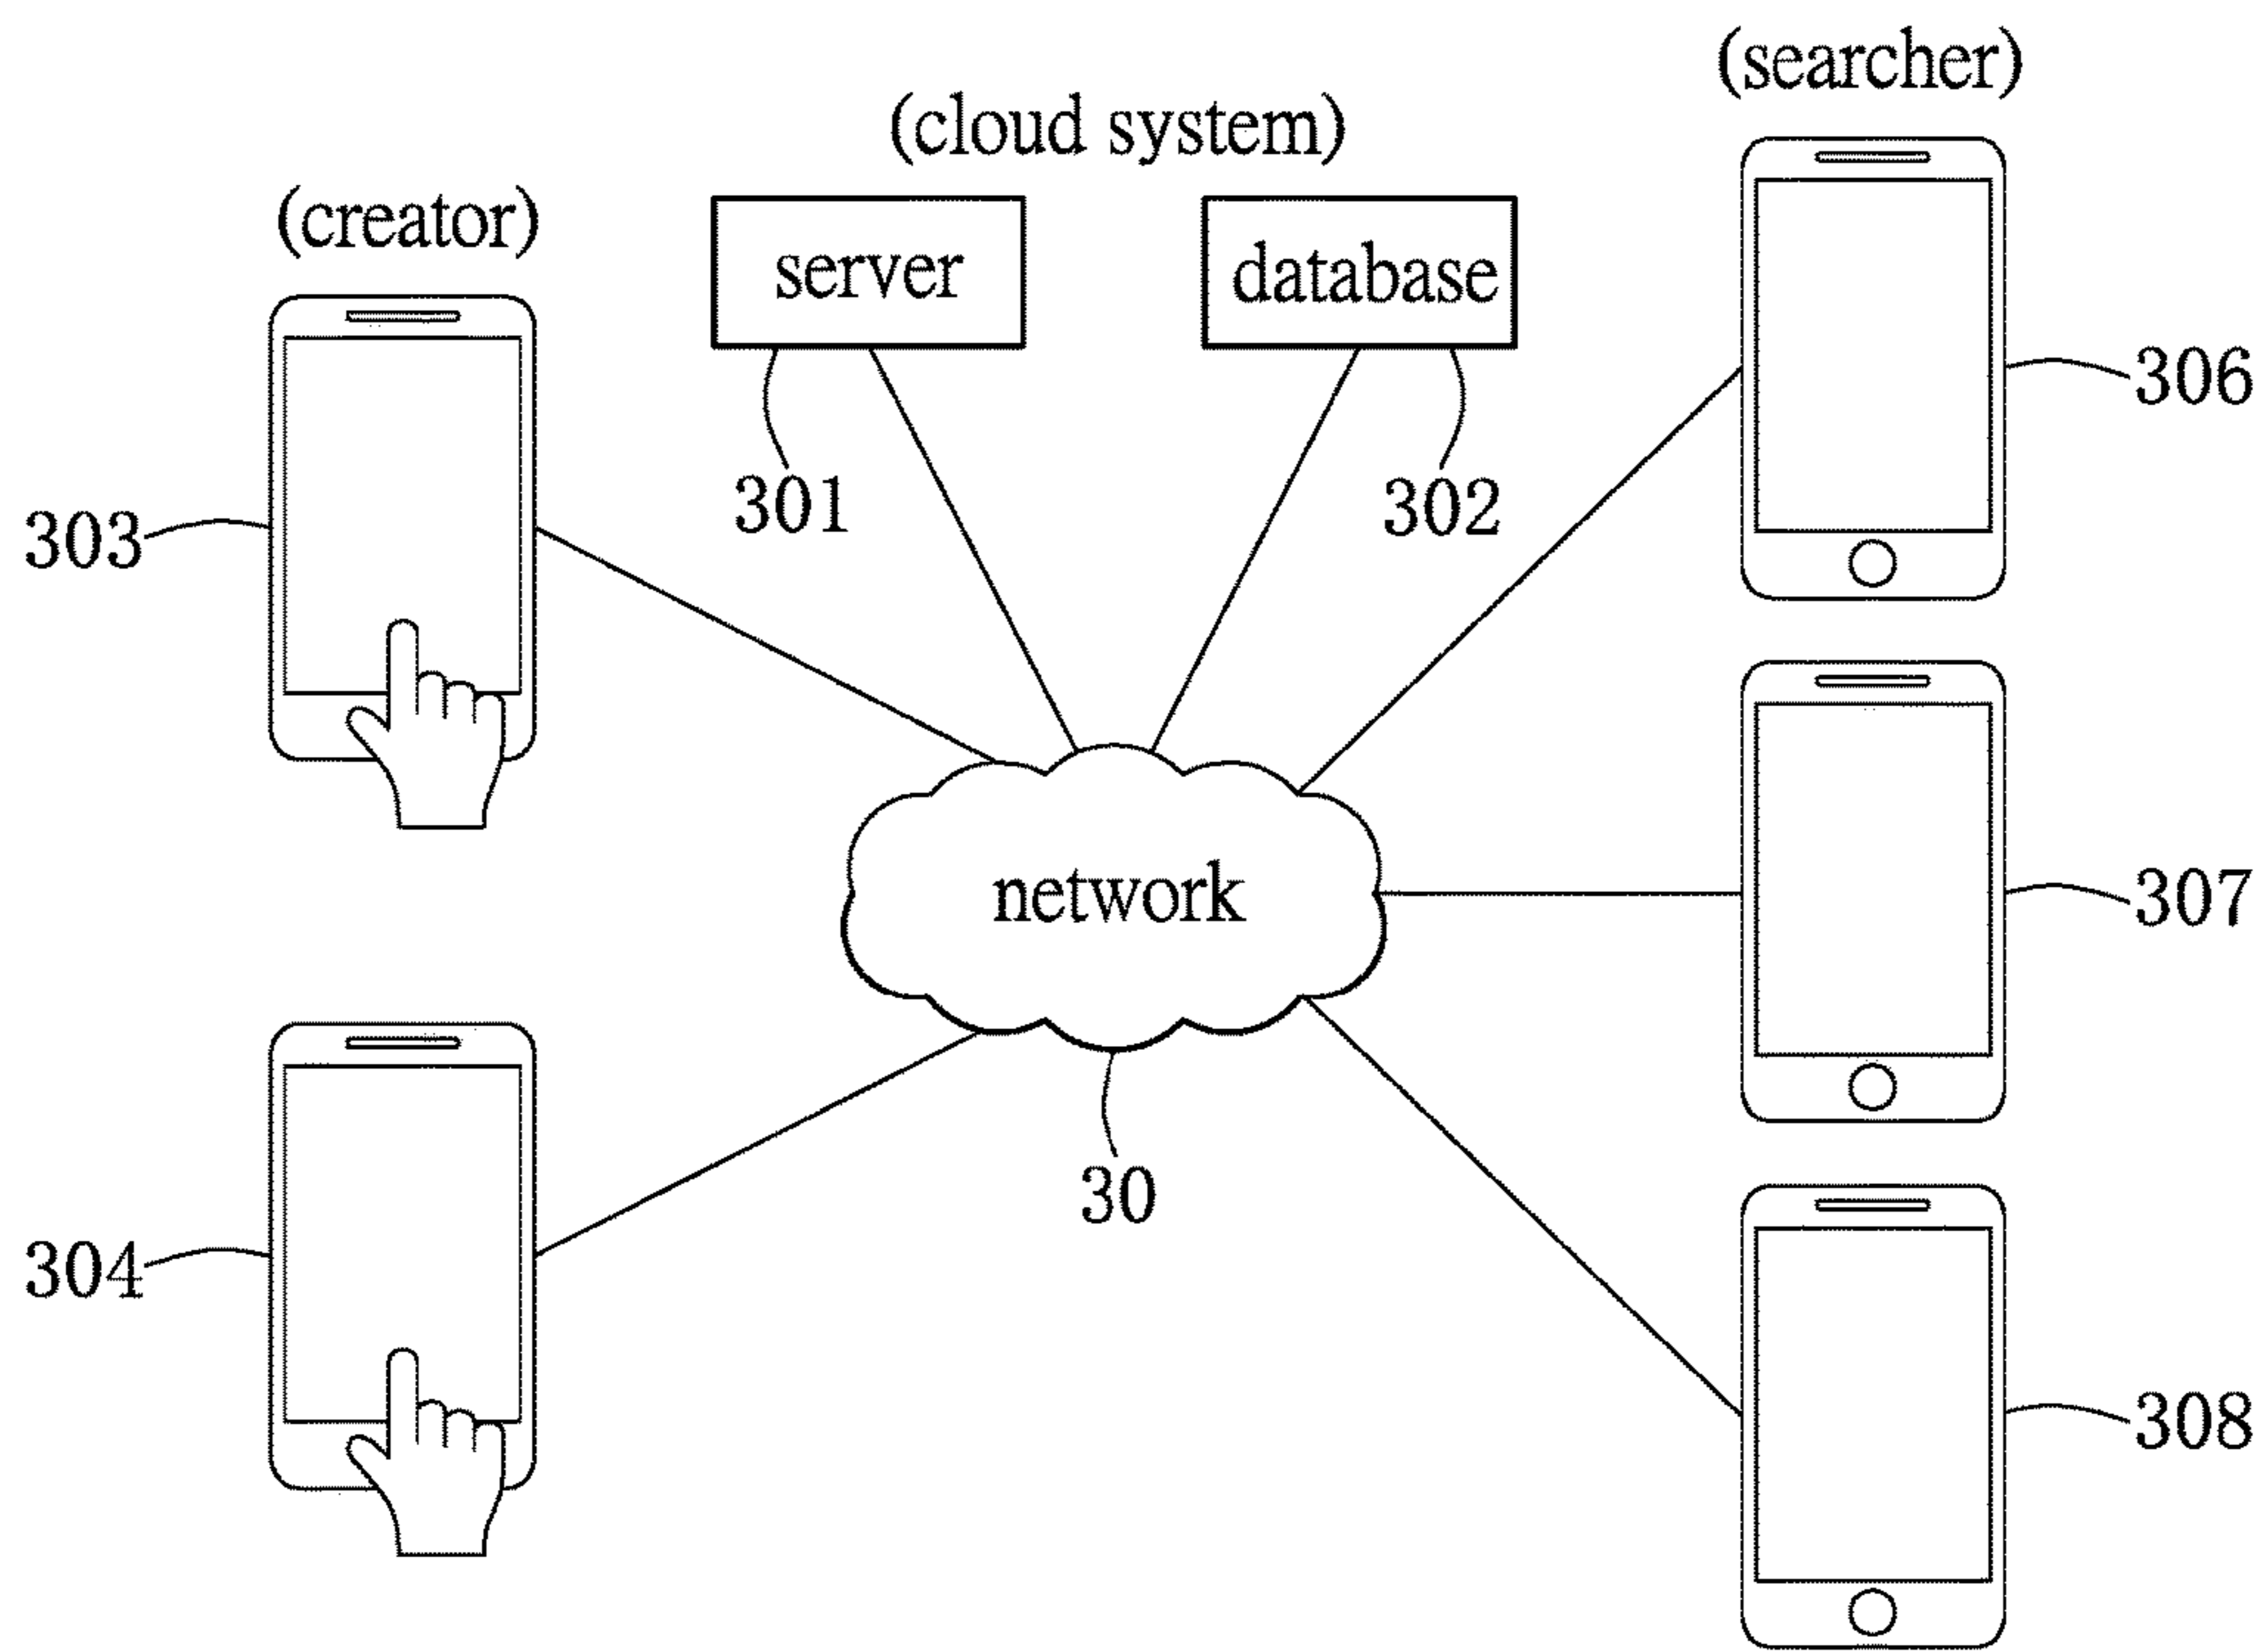 (searcher)
(cloud system)
(creator)
server
database
306
301
302
303
network
307
30
304
308